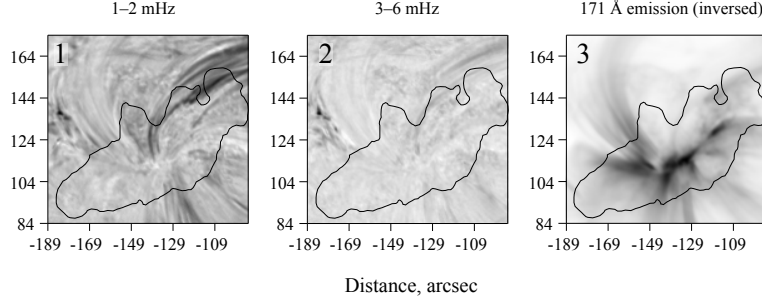 1–2 mHz 3–6 mHz 171 Å emission (inversed)
1 2 3
164 164 164
144 144 144
124 124 124
104 104 104
84 84 84
-189 -169 -149 -129 -109 -189 -169 -149 -129 -109 -189 -169 -149 -129 -109
Distance, arcsec